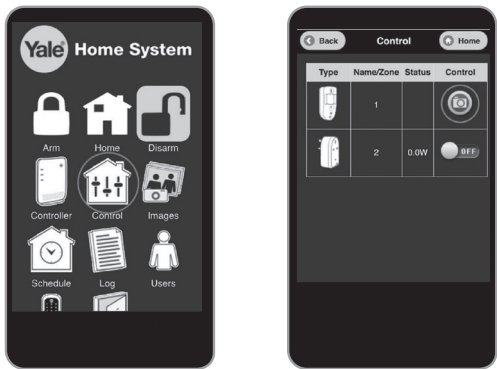 Yale Home System
Arm Home Disarm
Controller Control Images
Schedule Log Users
Back Control Home
Type Name/Zone Status Control
1
2 0.0W OFF